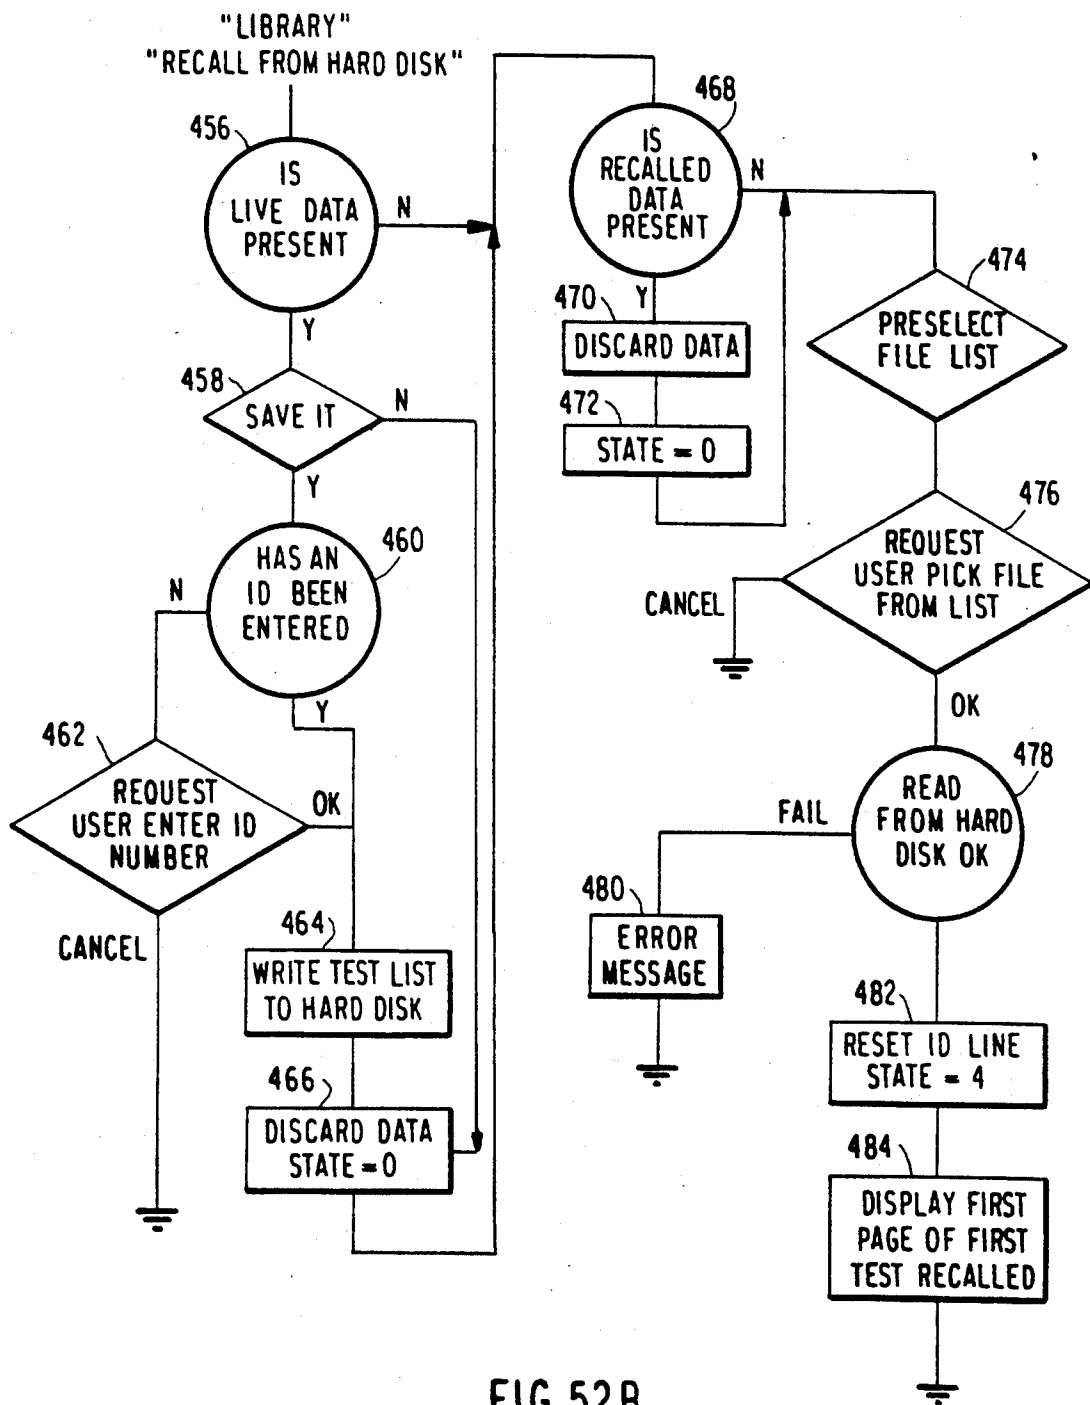 "LIBRARY"
"RECALL FROM HARD DISK"
456
IS
LIVE DATA
PRESENT
N
Y
458
SAVE IT
N
Y
460
HAS AN
ID BEEN
ENTERED
N
Y
462
REQUEST
USER ENTER ID
NUMBER
OK
CANCEL
464
WRITE TEST LIST
TO HARD DISK
466
DISCARD DATA
STATE = 0
468
IS
RECALLED
DATA
PRESENT
N
Y
470
DISCARD DATA
472
STATE = 0
474
PRESELECT
FILE LIST
476
REQUEST
USER PICK FILE
FROM LIST
CANCEL
OK
478
READ
FROM HARD
DISK OK
FAIL
480
ERROR
MESSAGE
482
RESET ID LINE
STATE = 4
484
DISPLAY FIRST
PAGE OF FIRST
TEST RECALLED
FIG. 52B